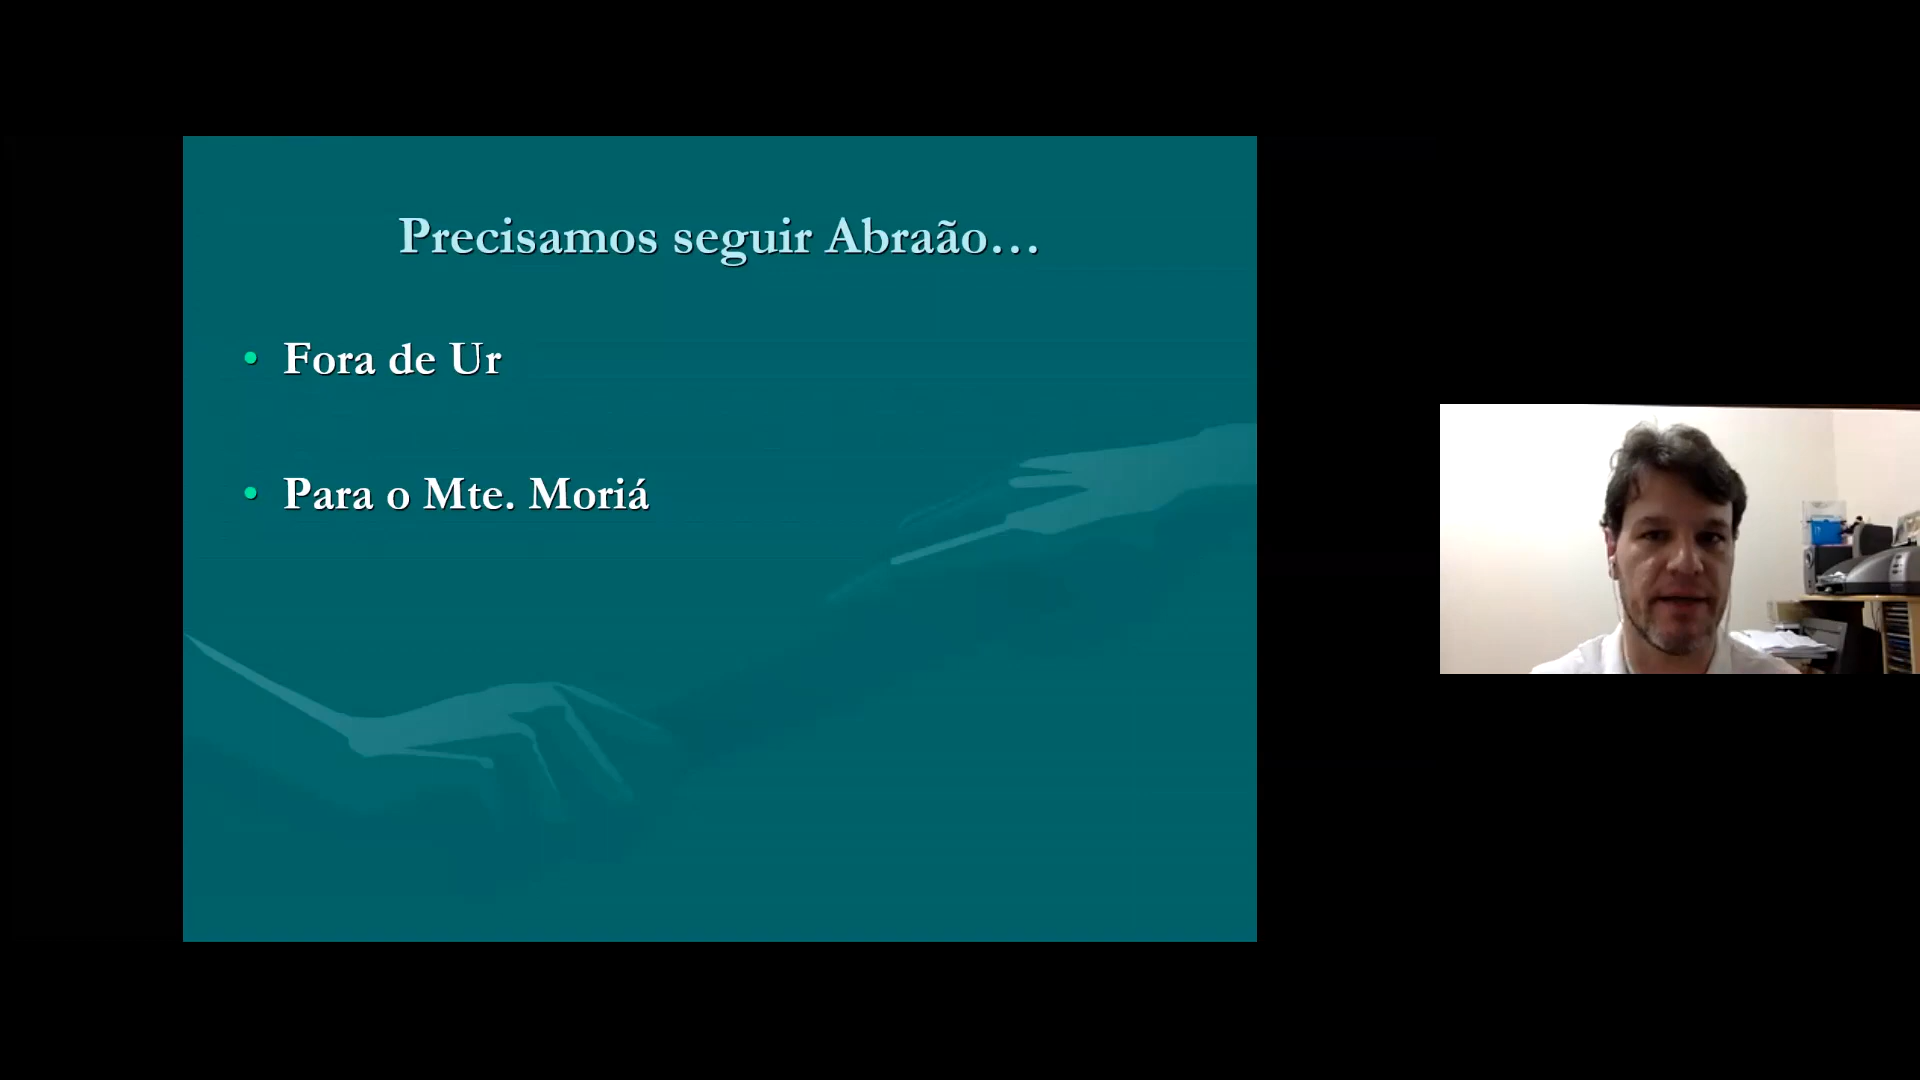 Precisamos seguir Abraão...
• Fora de Ur
• Para o Mte. Moriá